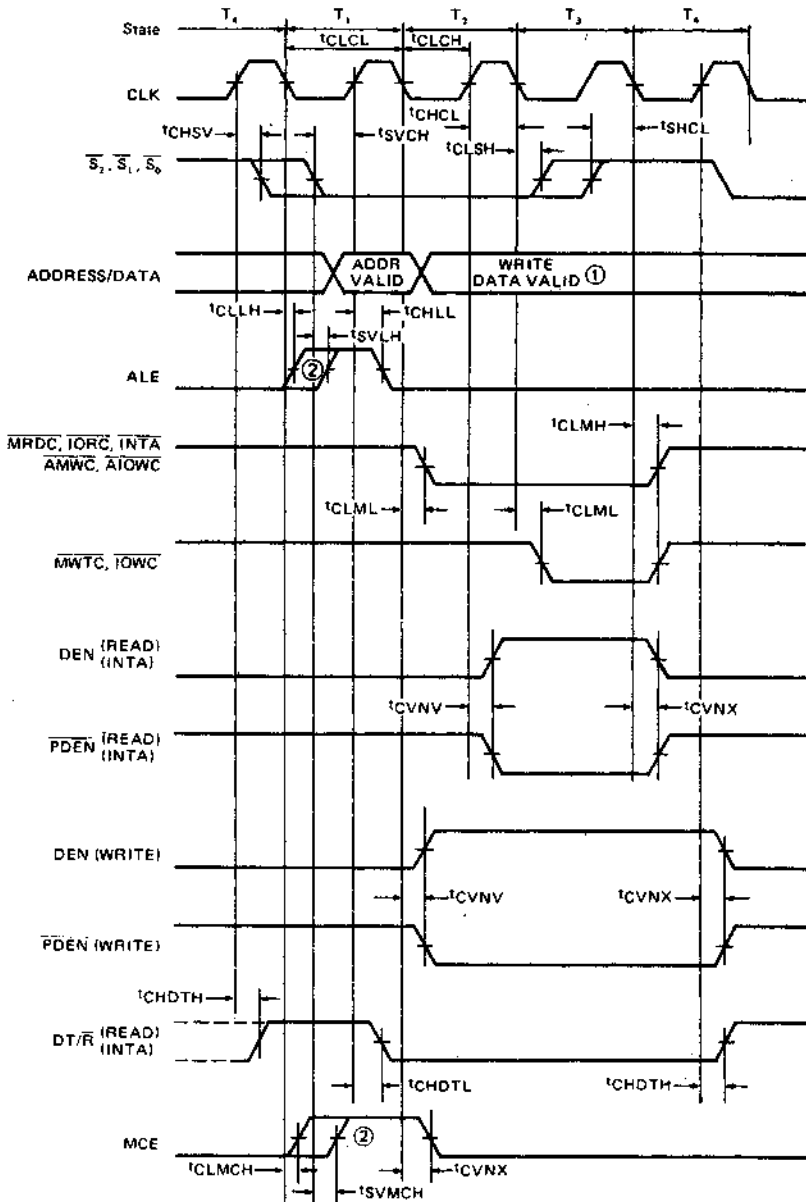 State T₄ T₁ T₂ T₃ T₄
tCLCL tCLCH
CLK
tCHCL
tCHSV tSVCH tCLSH tSHCL
S₂, S₁, S₀
ADDRESS/DATA
ADDR VALID
WRITE DATA VALID ①
tCLLH tCHLL
tSVLH
ALE ②
tCLMH
MRDC, IORC, INTA
AMWC, AIOWC
tCLML tCLML
MWTC, IOWC
DEN (READ)
(INTA)
tCVNV tCVNX
PDEN (READ)
(INTA)
DEN (WRITE)
tCVNV tCVNX
PDEN (WRITE)
tCHDTH
DT/R (READ)
(INTA)
tCHDTL tCHDTH
MCE ②
tCLMCH tCVNX
tSVMCH